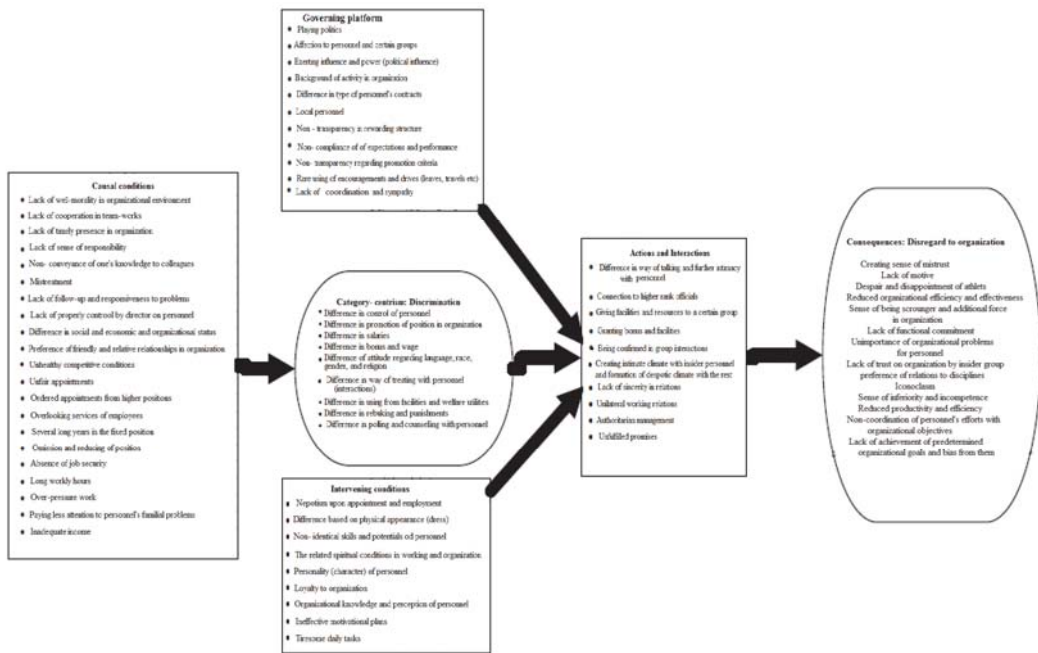 Governing platform
Playing politics
Affection to personnel and certain groups
Exerting influence and power (political influence)
Background of activity in organization
Difference in type of personnel's contracts
Local personnel
Non - transparency in rewarding structure
Non- compliance of of expectations and performance
Non- transparency regarding promotion criteria
Rare using of encouragements and drives (leaves, travels etc)
Lack of coordination and sympathy
Causal conditions
Lack of well-morality in organizational environment
Lack of cooperation in team-works
Lack of timely presence in organization
Lack of sense of responsibility
Non- conveyance of one's knowledge to colleagues
Mistreatment
Lack of follow-up and responsiveness to problems
Lack of properly control by director on personnel
Difference in social and economic and organizational status
Preference of friendly and relative relationships in organization
Unhealthy competitive conditions
Unfair appointments
Ordered appointments from higher positions
Overlooking services of employees
Several long years in the fixed position
Omission and reducing of position
Absence of job security
Long workly hours
Over-pressure work
Paying less attention to personnel's familial problems
Inadequate income
Category- centrism: Discrimination
Difference in control of personnel
Difference in promotion of position in organization
Difference in salaries
Difference in bonus and wage
Difference of attitude regarding language, race,
gender, and religion
Difference in way of treating with personnel
(interactions)
Difference in using from facilities and welfare utilities
Difference in rebuking and punishments
Difference in polling and counseling with personnel
Intervening conditions
Nepotism upon appointment and employment
Difference based on physical appearance (dress)
Non- identical skills and potentials od personnel
The related spiritual conditions in working and organization
Personality (character) of personnel
Loyalty to organization
Organizational knowledge and perception of personnel
Ineffective motivational plans
Tiresome daily tasks
Actions and Interactions
Difference in way of talking and further intimacy
with personnel
Connection to higher rank officials
Giving facilities and resources to a certain group
Granting bonus and facilities
Being confirmed in group interactions
Creating intimate climate with insider personnel
and formation of despotic climate with the rest
Lack of sincerity in relations
Unilateral working relations
Authoritarian management
Unfulfilled promises
Consequences: Disregard to organization
Creating sense of mistrust
Lack of motive
Despair and disappointment of athlets
Reduced organizational efficiency and effectiveness
Sense of being scrounger and additional force
in organization
Lack of functional commitment
Unimportance of organizational problems
for personnel
Lack of trust on organization by insider group
preference of relations to disciplines
Iconoclasm
Sense of inferiority and incompetence
Reduced productivity and efficiency
Non-coordination of personnel's efforts with
organizational objectives
Lack of achievement of predetermined
organizational goals and bias from them